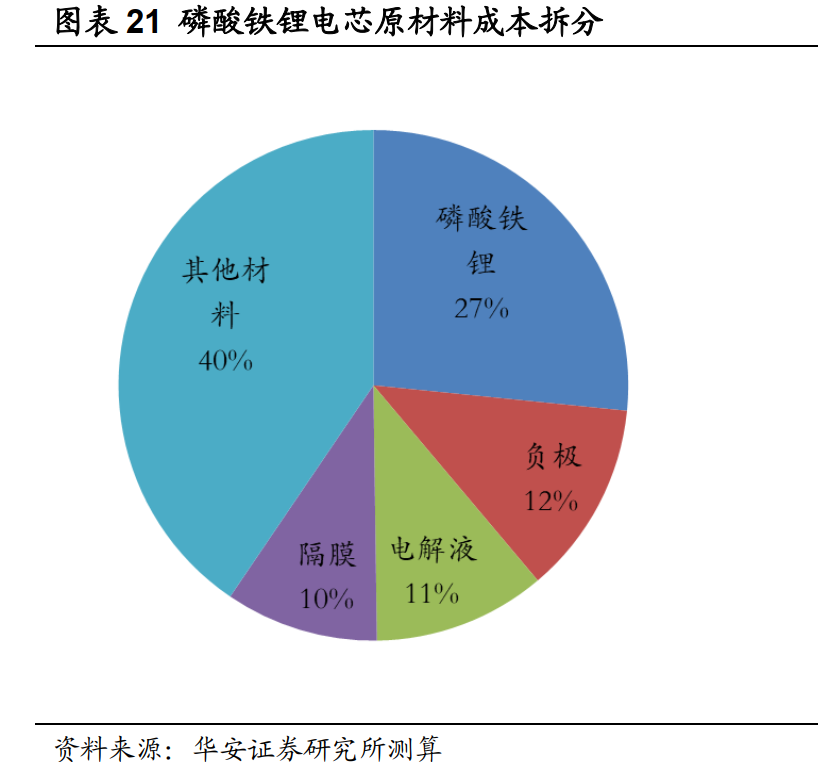 图表 21 磷酸铁锂电芯原材料成本拆分
磷酸铁
锂
27%
其他材
料
40%
负极
12%
电解液
11%
隔膜
10%
资料来源：华安证券研究所测算